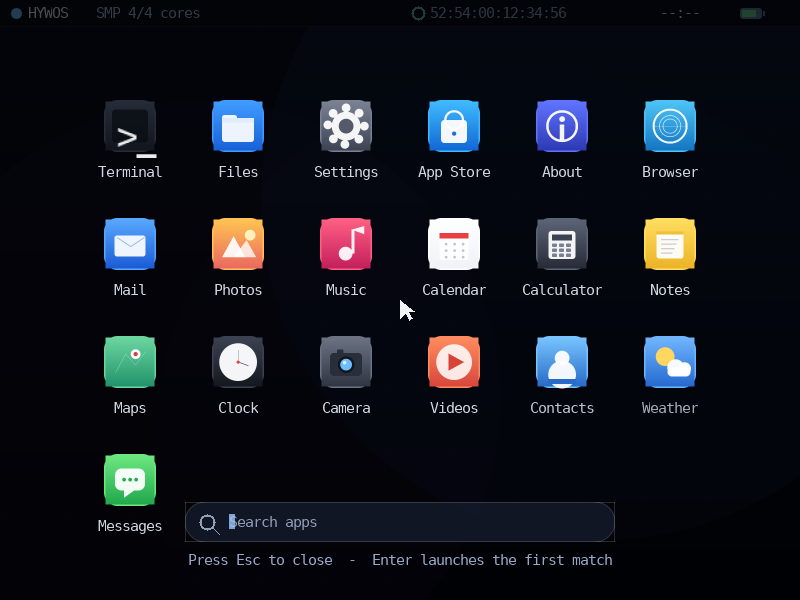 HYWOS SMP 4/4 cores 52:54:00:12:34:56 --:--
>_
Terminal Files Settings App Store About Browser
Mail Photos Music Calendar Calculator Notes
Maps Clock Camera Videos Contacts Weather
Messages
Search apps
Press Esc to close - Enter launches the first match